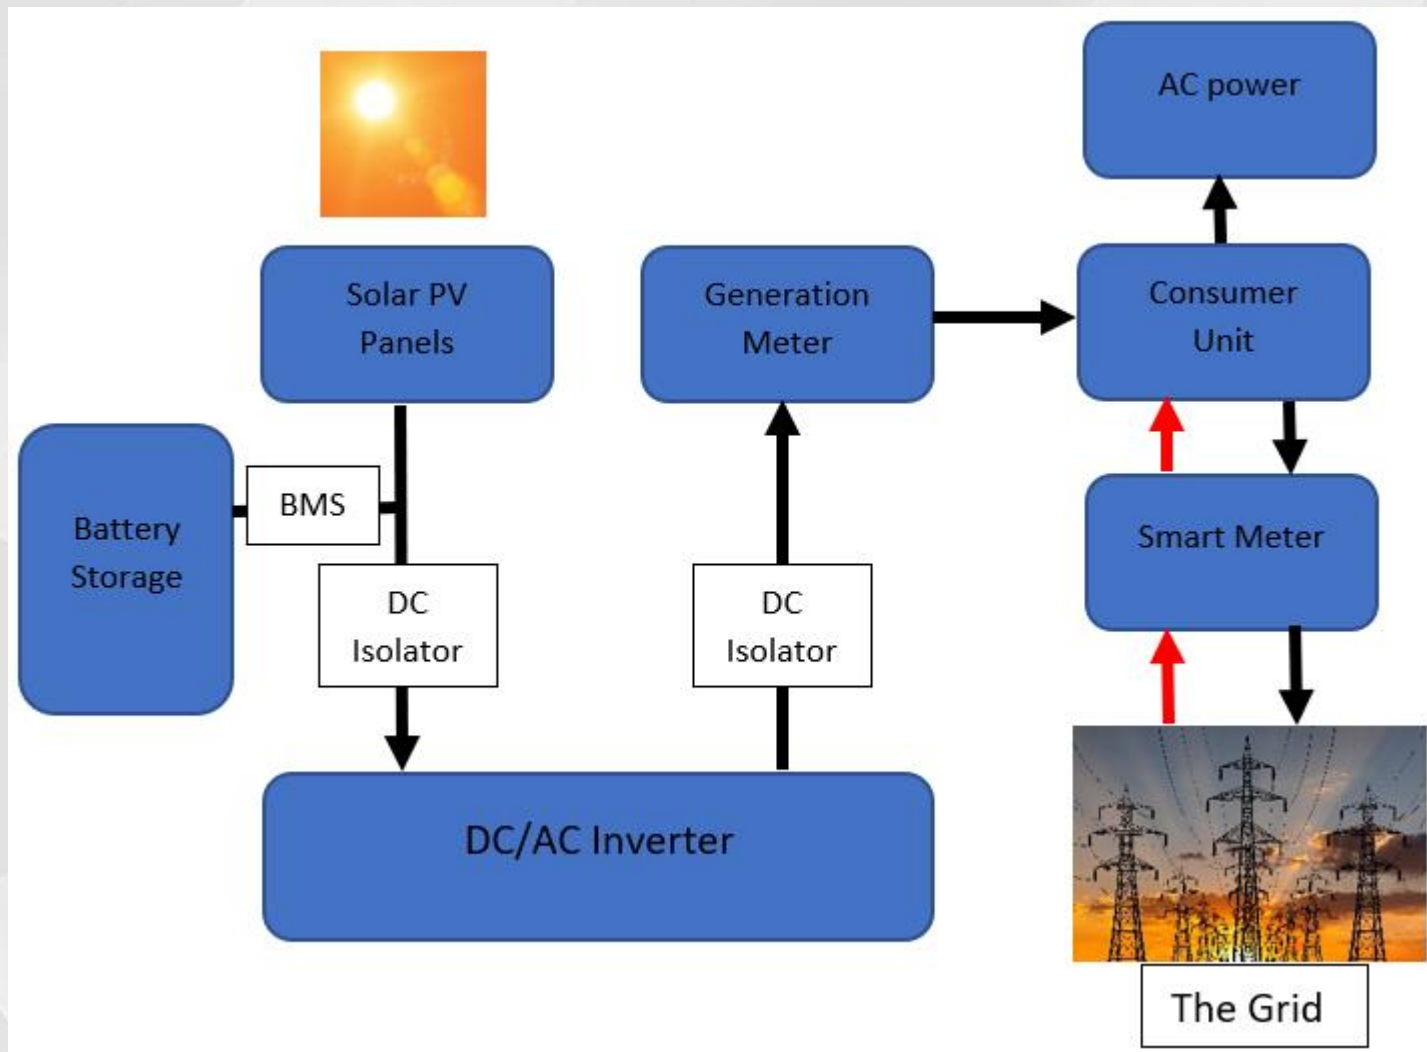 AC power
Solar PV
Panels
Generation
Meter
Consumer
Unit
Battery
Storage
BMS
DC
Isolator
DC
Isolator
Smart Meter
DC/AC Inverter
The Grid